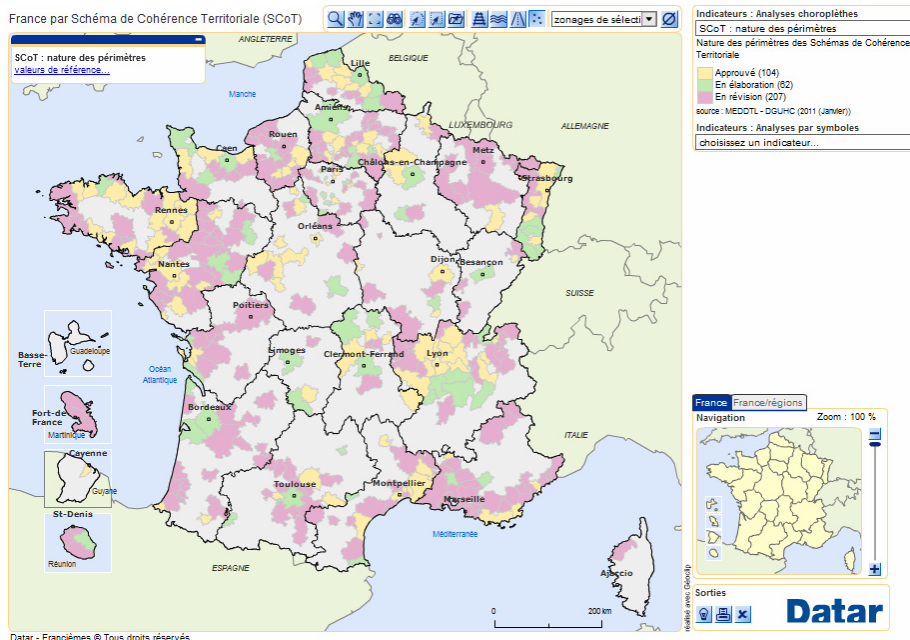 France par Schéma de Cohérence Territoriale (SCoT)
zonages de sélecti
SCoT : nature des périmètres
valeurs de référence...
Indicateurs : Analyses choroplèthes
SCoT : nature des périmètres
Nature des périmètres des Schémas de Cohérence
Territoriale
Approuvé (104)
En élaboration (62)
En révision (207)
source : MEDDTL - DGUHC (2011 (Janvier))
Indicateurs : Analyses par symboles
choisissez un indicateur...
ANGLETERRE
Lille
BELGIQUE
Manche
Amiens
LUXEMBOURG
ALLEMAGNE
Rouen
Caen
Metz
Châlons-en-Champagne
Paris
Strasbourg
Rennes
Orléans
Nantes
Dijon
Besançon
SUISSE
Poitiers
Basse-
Terre
Guadeloupe
Limoges
Clermont-Ferrand
Lyon
Océan
Atlantique
Bordeaux
Fort-de
France
Martinique
ITALIE
Cayenne
Guyane
Toulouse
Montpellier
Marseille
St-Denis
Réunion
Méditerranée
ESPAGNE
Ajaccio
0
200 km
réalisé avec Géoclip
France
France/régions
Navigation
Zoom : 100 %
Sorties
Datar
Datar - Francièmes © Tous droits réservés